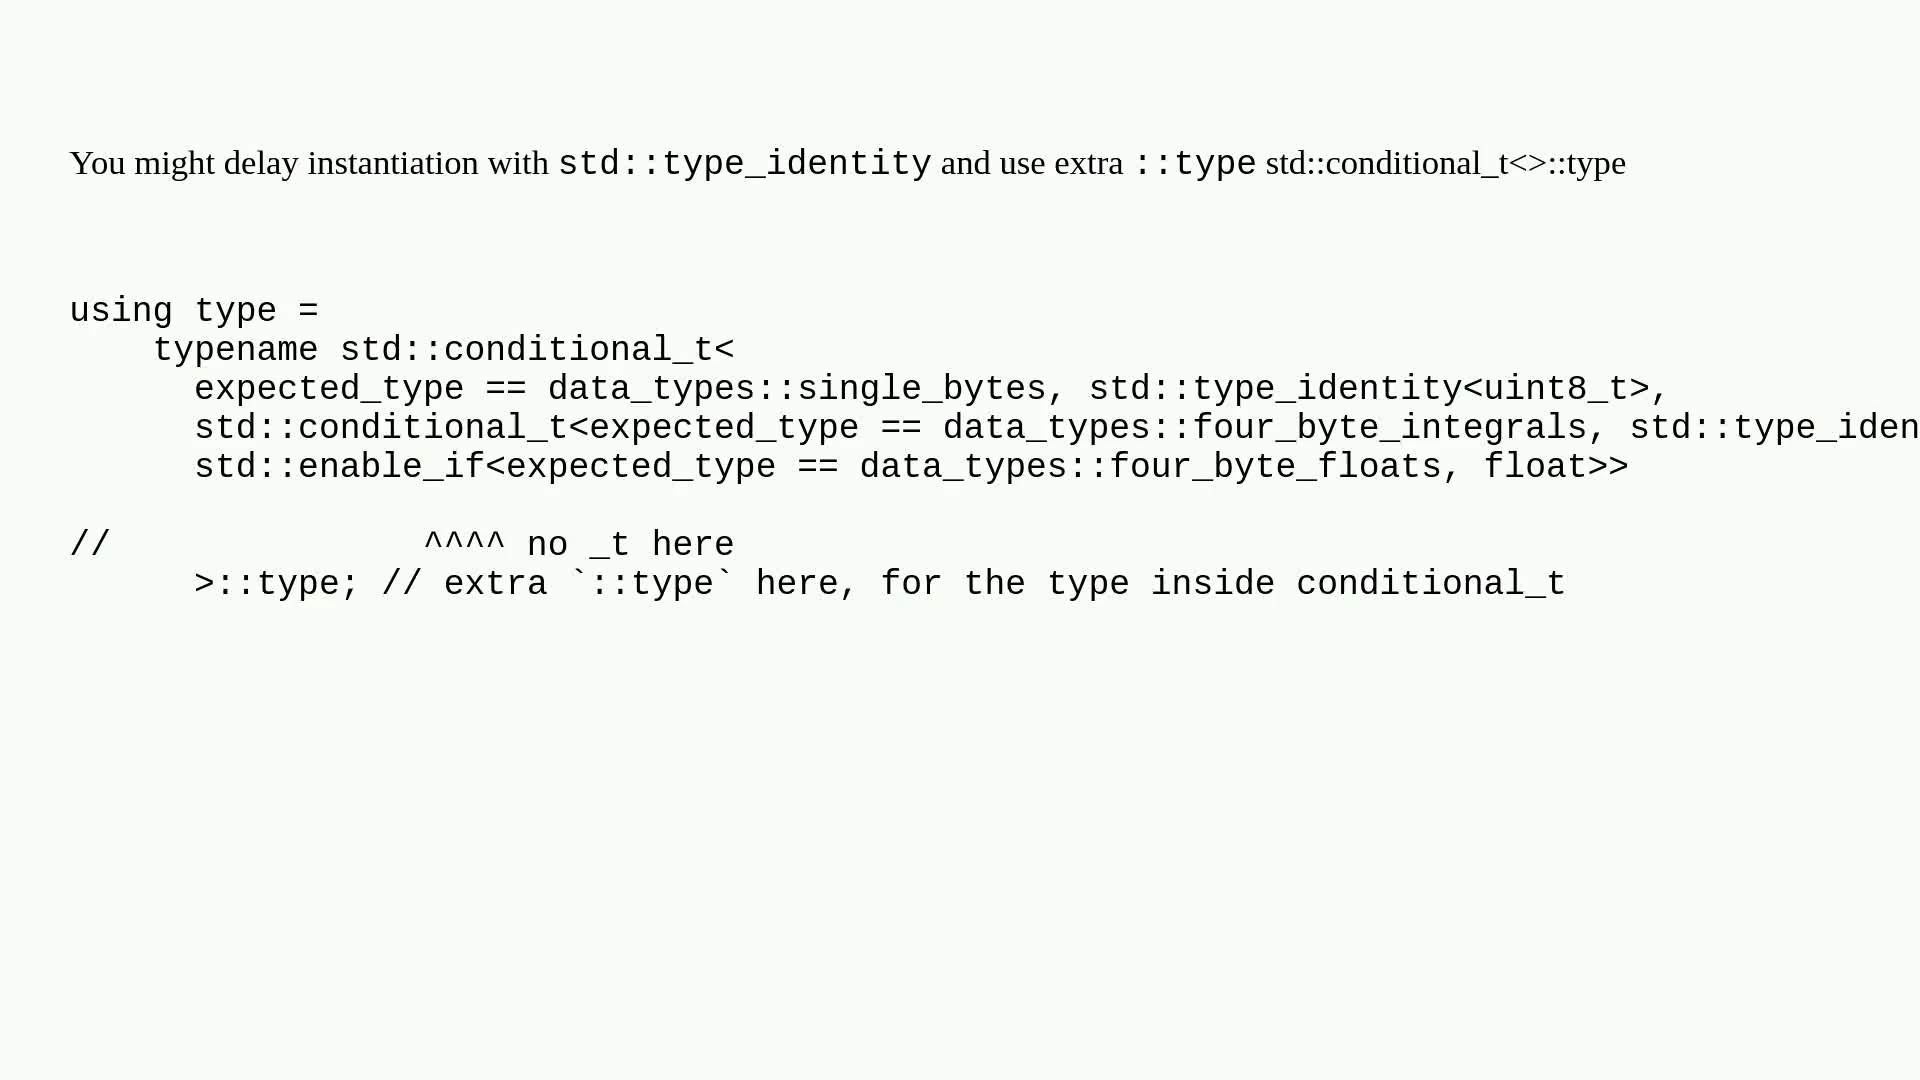 You might delay instantiation with std::type_identity and use extra ::type std::conditional_t<>::type
using type =
typename std::conditional_t<
expected_type == data_types::single_bytes, std::type_identity<uint8_t>,
std::conditional_t<expected_type == data_types::four_byte_integrals, std::type_iden
std::enable_if<expected_type == data_types::four_byte_floats, float>>
// ^^^^ no _t here
>::type; // extra `::type` here, for the type inside conditional_t